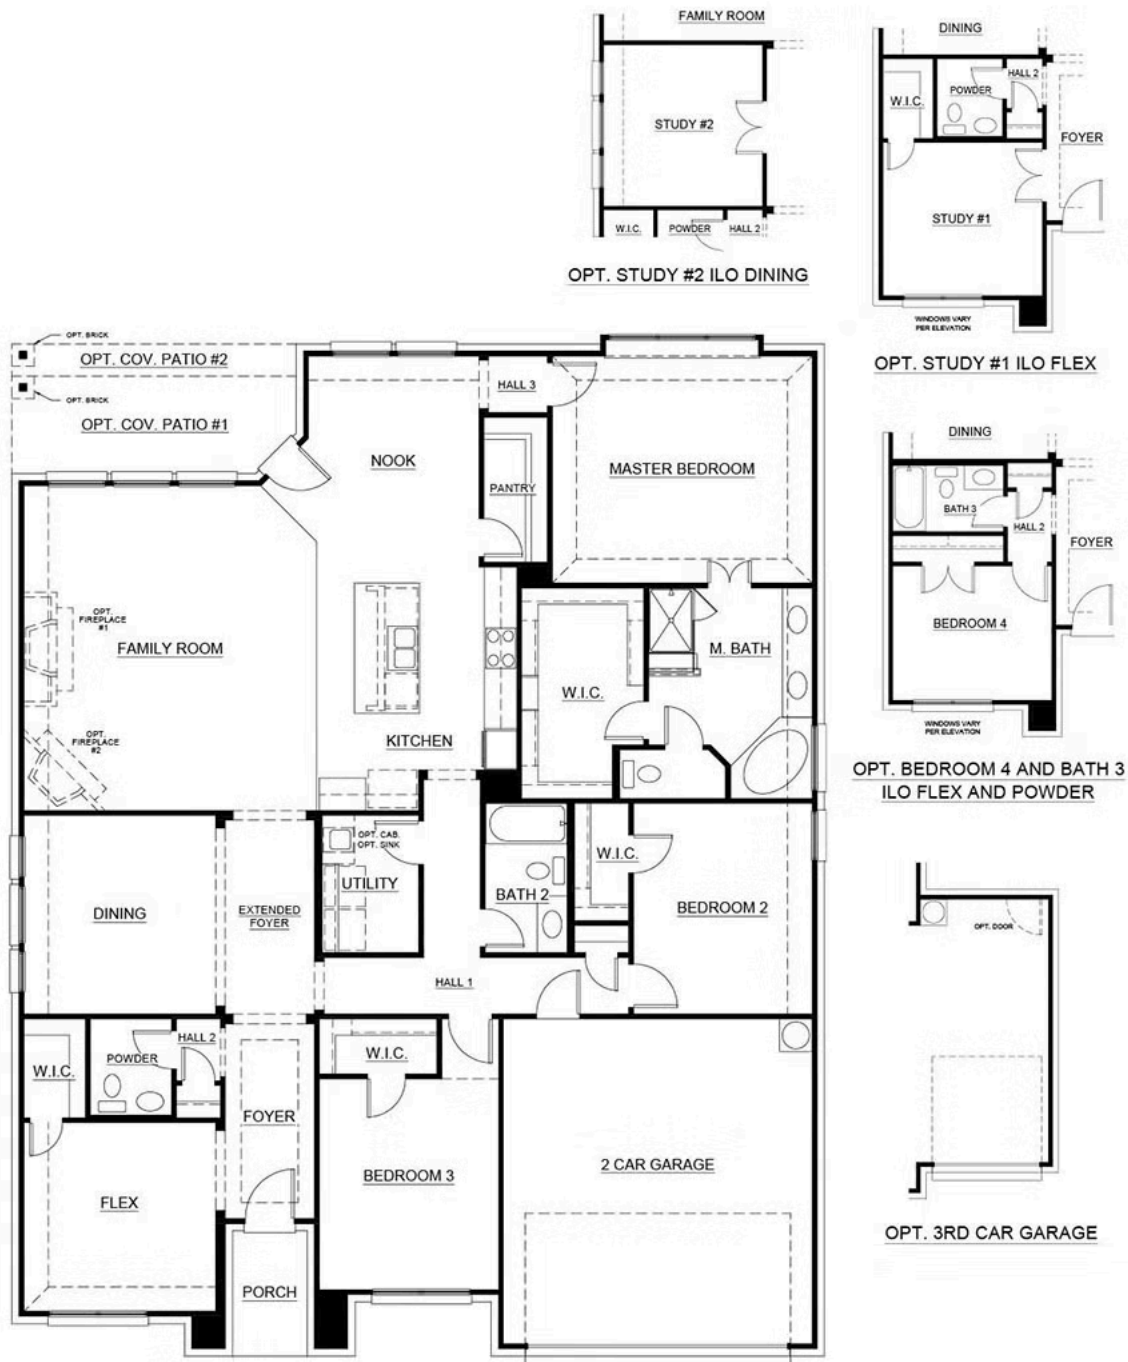 FAMILY ROOM
STUDY #2
W.I.C.
POWDER
HALL 2
OPT. STUDY #2 ILO DINING
DINING
HALL 2
POWDER
W.I.C.
FOYER
STUDY #1
WINDOWS VARY
PER ELEVATION
OPT. STUDY #1 ILO FLEX
DINING
BATH 3
HALL 2
FOYER
BEDROOM 4
WINDOWS VARY
PER ELEVATION
OPT. BEDROOM 4 AND BATH 3
ILO FLEX AND POWDER
OPT. DOOR
OPT. 3RD CAR GARAGE
OPT. BRICK
OPT. COV. PATIO #2
OPT. BRICK
OPT. COV. PATIO #1
HALL 3
NOOK
PANTRY
MASTER BEDROOM
OPT.
FIREPLACE
#1
FAMILY ROOM
M. BATH
W.I.C.
OPT.
FIREPLACE
#2
KITCHEN
OPT. CAB.
OPT. SINK
UTILITY
BATH 2
W.I.C.
BEDROOM 2
DINING
EXTENDED
FOYER
HALL 1
HALL 2
POWDER
W.I.C.
W.I.C.
FOYER
BEDROOM 3
2 CAR GARAGE
FLEX
PORCH